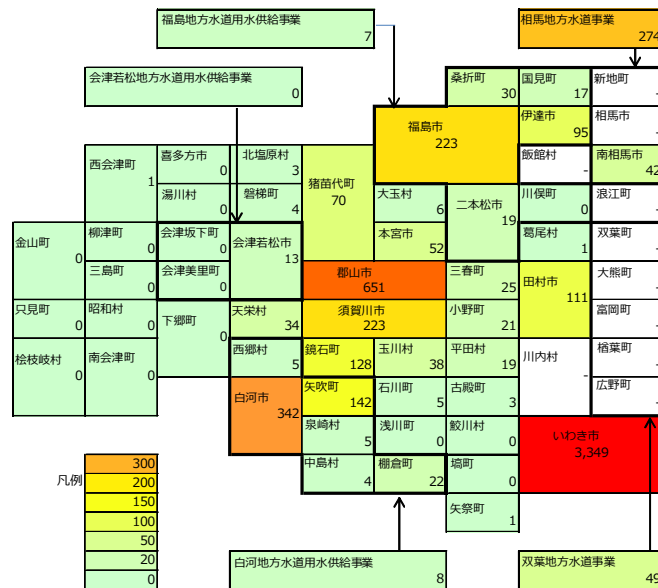 福島地方水道用水供給事業
7
相馬地方水道事業
274
会津若松地方水道用水供給事業
0
桑折町
30
国見町
17
新地町
-
福島市
223
伊達市
95
相馬市
-
飯館村
-
南相馬市
42
西会津町
1
喜多方市
0
北塩原村
3
猪苗代町
70
湯川村
0
磐梯町
4
大玉村
6
二本松市
19
川俣町
0
浪江町
-
金山町
0
柳津町
0
会津坂下町
0
会津若松市
13
本宮市
52
葛尾村
1
双葉町
-
三島町
0
会津美里町
0
郡山市
651
三春町
25
田村市
111
大熊町
-
只見町
0
昭和村
0
下郷町
0
天栄村
34
須賀川市
223
小野町
21
富岡町
-
桧枝岐村
0
南会津町
0
西郷村
5
鏡石町
128
玉川村
38
平田村
19
川内村
-
楢葉町
-
白河市
342
矢吹町
142
石川町
5
古殿町
3
広野町
-
泉崎村
5
浅川町
0
鮫川村
0
いわき市
3,349
中島村
4
棚倉町
22
塙町
0
矢祭町
1
凡例
300
200
150
100
50
20
0
白河地方水道用水供給事業
8
双葉地方水道事業
49